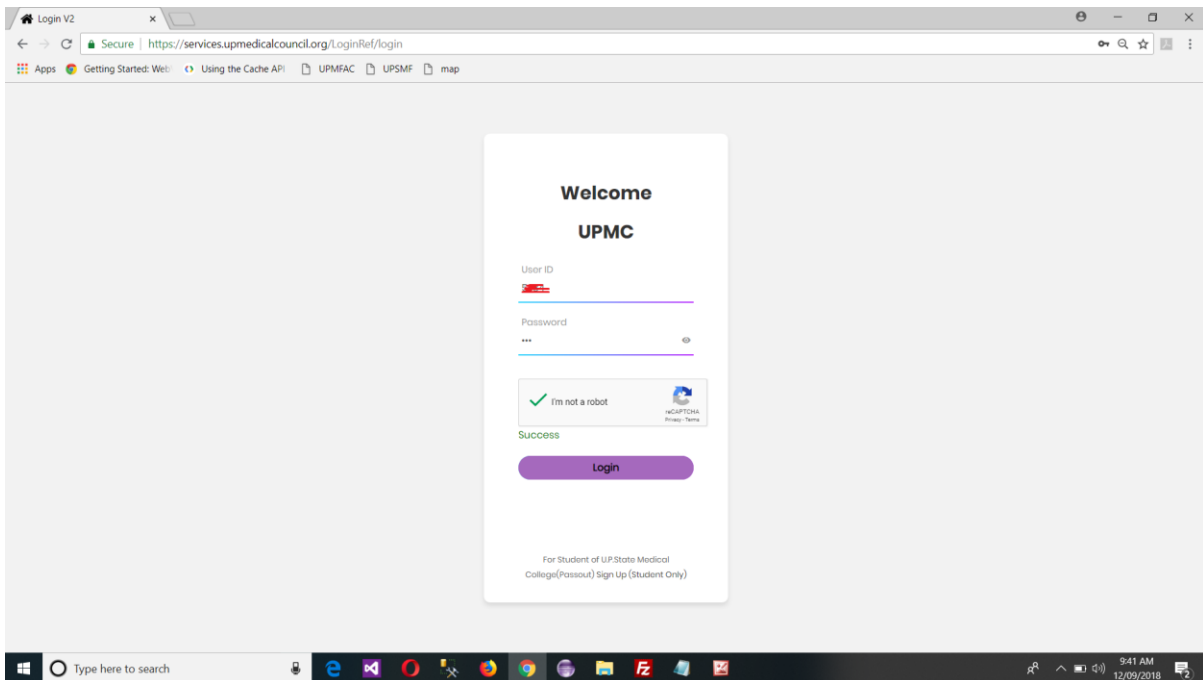 Login V2
Secure | https://services.upmedicalcouncil.org/LoginRef/login
Apps Getting Started: Web Using the Cache API UPMFAC UPSMF map
Welcome
UPMC
User ID
Password
I'm not a robot
reCAPTCHA
Privacy - Terms
Success
Login
For Student of U.P.State Medical
College(Passout) Sign Up (Student Only)
Type here to search
9:41 AM
12/09/2018
2